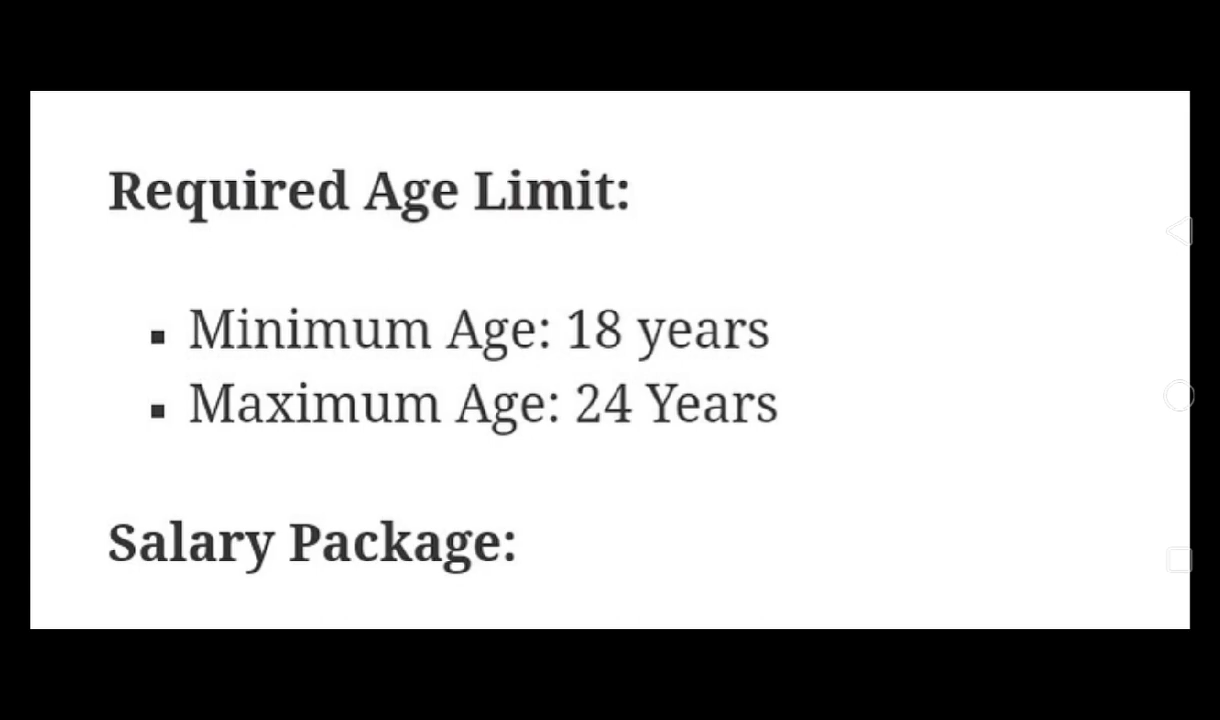 Required Age Limit:
▪ Minimum Age: 18 years
▪ Maximum Age: 24 Years
Salary Package: